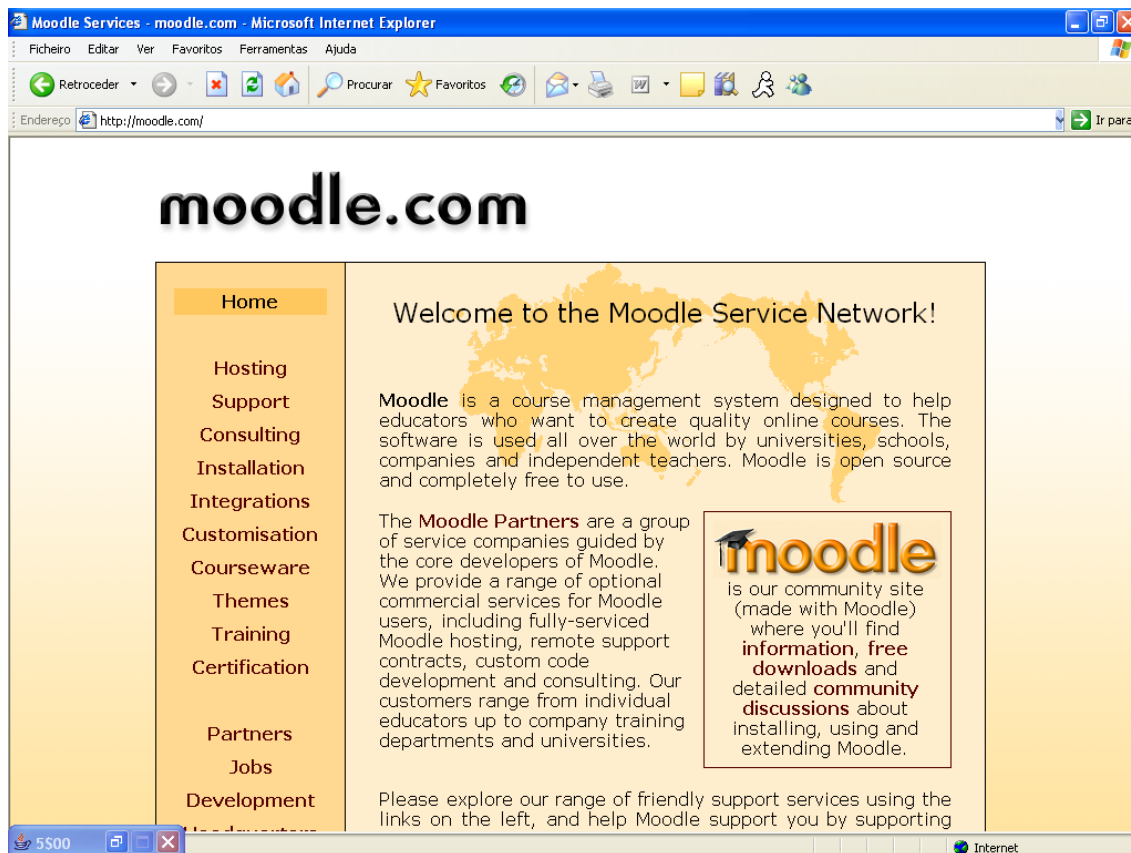 Moodle Services - moodle.com - Microsoft Internet Explorer
Ficheiro Editar Ver Favoritos Ferramentas Ajuda
Retroceder Procurar Favoritos
Endereço http://moodle.com/ Ir para
moodle.com
Home
Hosting
Support
Consulting
Installation
Integrations
Customisation
Courseware
Themes
Training
Certification
Partners
Jobs
Development
Welcome to the Moodle Service Network!
Moodle is a course management system designed to help
educators who want to create quality online courses. The
software is used all over the world by universities, schools,
companies and independent teachers. Moodle is open source
and completely free to use.
The Moodle Partners are a group
of service companies guided by
the core developers of Moodle.
We provide a range of optional
commercial services for Moodle
users, including fully-serviced
Moodle hosting, remote support
contracts, custom code
development and consulting. Our
customers range from individual
educators up to company training
departments and universities.
moodle
is our community site
(made with Moodle)
where you'll find
information, free
downloads and
detailed community
discussions about
installing, using and
extending Moodle.
Please explore our range of friendly support services using the
links on the left, and help Moodle support you by supporting
5S00
Internet